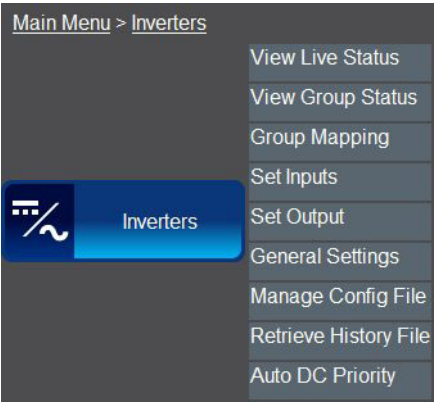 Main Menu > Inverters
View Live Status
View Group Status
Group Mapping
Set Inputs
Inverters
Set Output
General Settings
Manage Config File
Retrieve History File
Auto DC Priority